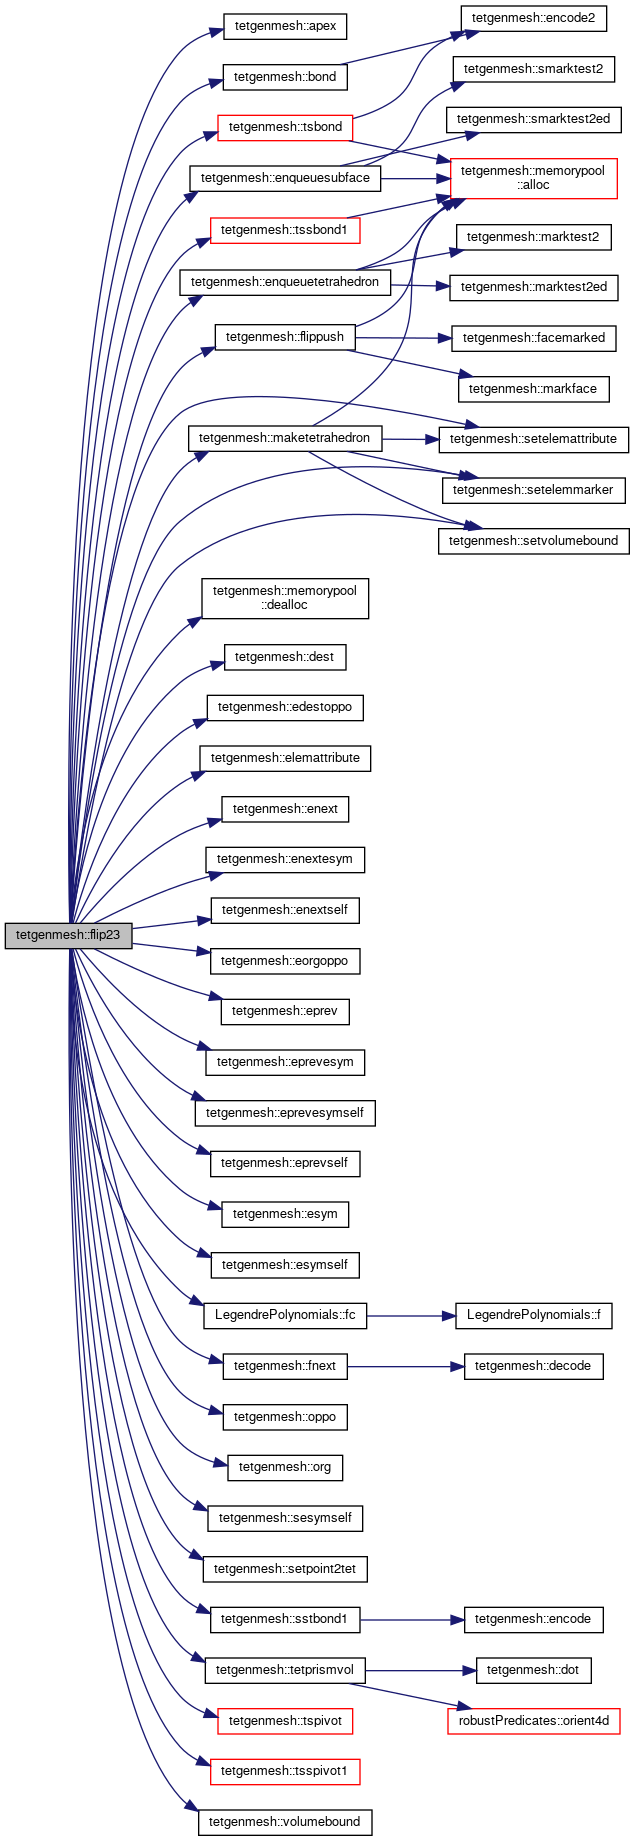 tetgenmesh::encode2
tetgenmesh::apex
tetgenmesh::smarktest2
tetgenmesh::bond
tetgenmesh::smarktest2ed
tetgenmesh::tsbond
tetgenmesh::memorypool
::alloc
tetgenmesh::enqueuesubface
tetgenmesh::tssbond1
tetgenmesh::marktest2
tetgenmesh::enqueuetetrahedron
tetgenmesh::marktest2ed
tetgenmesh::flippush
tetgenmesh::facemarked
tetgenmesh::markface
tetgenmesh::maketetrahedron
tetgenmesh::setelemattribute
tetgenmesh::setelemmarker
tetgenmesh::setvolumebound
tetgenmesh::memorypool
::dealloc
tetgenmesh::dest
tetgenmesh::edestoppo
tetgenmesh::elemattribute
tetgenmesh::enext
tetgenmesh::enextesym
tetgenmesh::enextself
tetgenmesh::flip23
tetgenmesh::eorgoppo
tetgenmesh::eprev
tetgenmesh::eprevesym
tetgenmesh::eprevesymself
tetgenmesh::eprevself
tetgenmesh::esym
tetgenmesh::esymself
LegendrePolynomials::fc
LegendrePolynomials::f
tetgenmesh::fnext
tetgenmesh::decode
tetgenmesh::oppo
tetgenmesh::org
tetgenmesh::sesymself
tetgenmesh::setpoint2tet
tetgenmesh::sstbond1
tetgenmesh::encode
tetgenmesh::tetprismvol
tetgenmesh::dot
tetgenmesh::tspivot
robustPredicates::orient4d
tetgenmesh::tsspivot1
tetgenmesh::volumebound